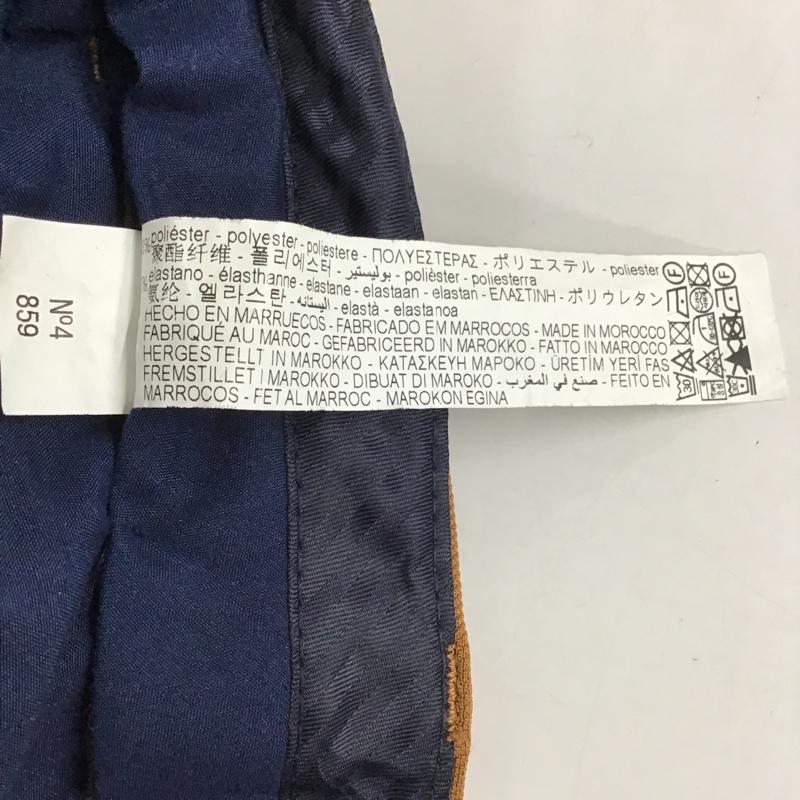 % poliéster - polyester - poliestere - ΠΟΛΥΕΣΤΕΡΑΣ - ポリエステル - poliester
聚酯纤维 - 폴리에스터 - بوليستير - polièster - poliesterra
% elastano - élasthanne - elastane - elastaan - elastan - ΕΛΑΣΤΙΝΗ - ポリウレタン
氨纶 - 엘라스탄 - اليستانه - elastà - elastanoa
HECHO EN MARRUECOS - FABRICADO EM MARROCOS - MADE IN MOROCCO
FABRIQUÉ AU MAROC - GEFABRICEERD IN MAROKKO - FATTO IN MAROCCO
HERGESTELLT IN MAROKKO - ΚΑΤΑΣΚΕΥΗ ΜΑΡΟΚΟ - ÜRETİM YERİ FAS
FREMSTILLET I MAROKKO - DIBUAT DI MAROKO - صنع في المغرب - FEITO EN
MARROCOS - FET AL MARROC - MAROKON EGINA
Nº4
859